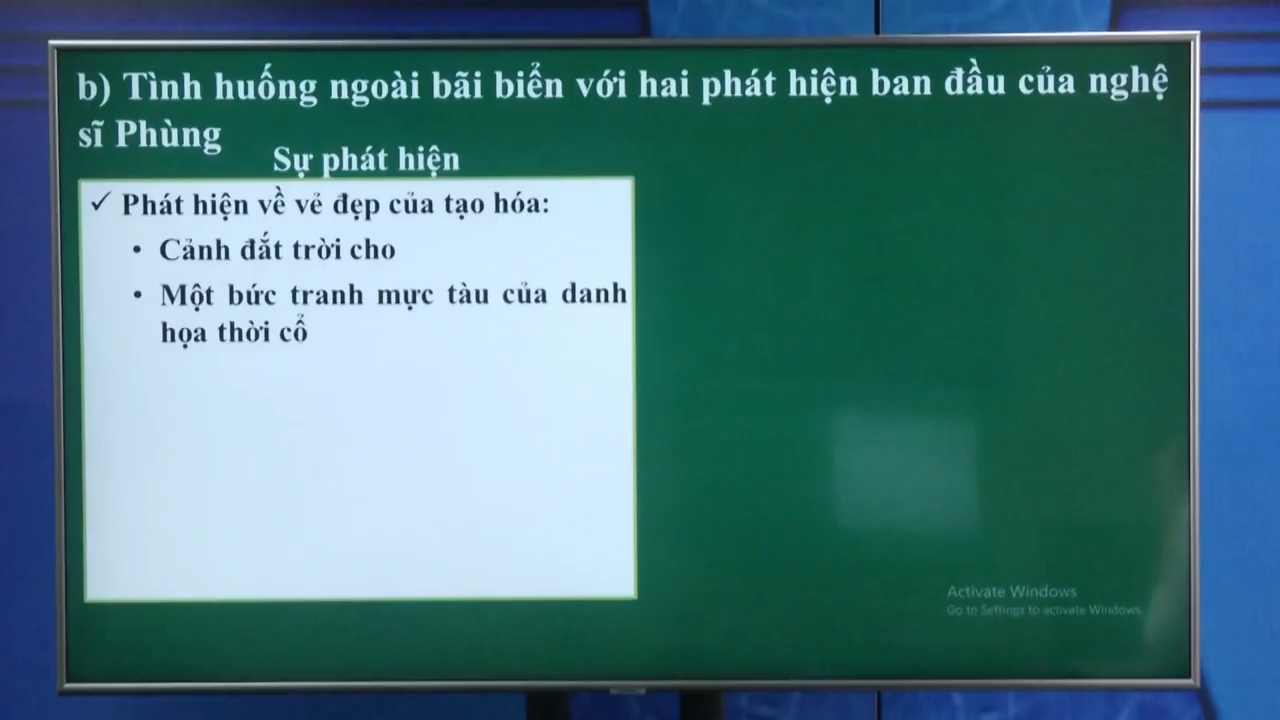 b) Tình huống ngoài bãi biển với hai phát hiện ban đầu của nghệ
sĩ Phùng
Sự phát hiện
✓ Phát hiện về vẻ đẹp của tạo hóa:
• Cảnh đắt trời cho
• Một bức tranh mực tàu của danh
họa thời cổ
Activate Windows
Go to Settings to activate Windows.